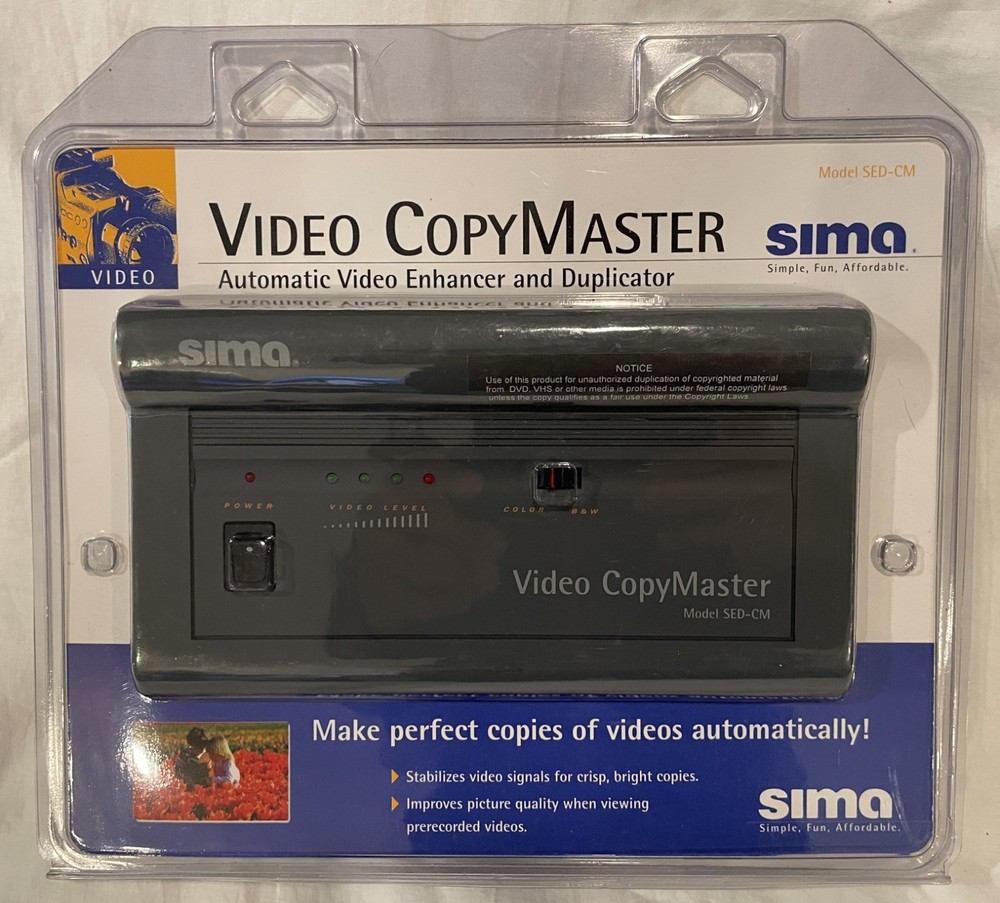 Model SED-CM
VIDEO COPYMASTER
sima.
Simple, Fun, Affordable.
VIDEO
Automatic Video Enhancer and Duplicator
sima.
NOTICE
Use of this product for unauthorized duplication of copyrighted material
from DVD, VHS or other media is prohibited under federal copyright laws
unless the copy qualifies as a fair use under the Copyright Laws
POWER
VIDEO LEVEL
COLOR B&W
Video CopyMaster
Model SED-CM
Make perfect copies of videos automatically!
Stabilizes video signals for crisp, bright copies.
Improves picture quality when viewing
prerecorded videos.
sima
Simple, Fun, Affordable.